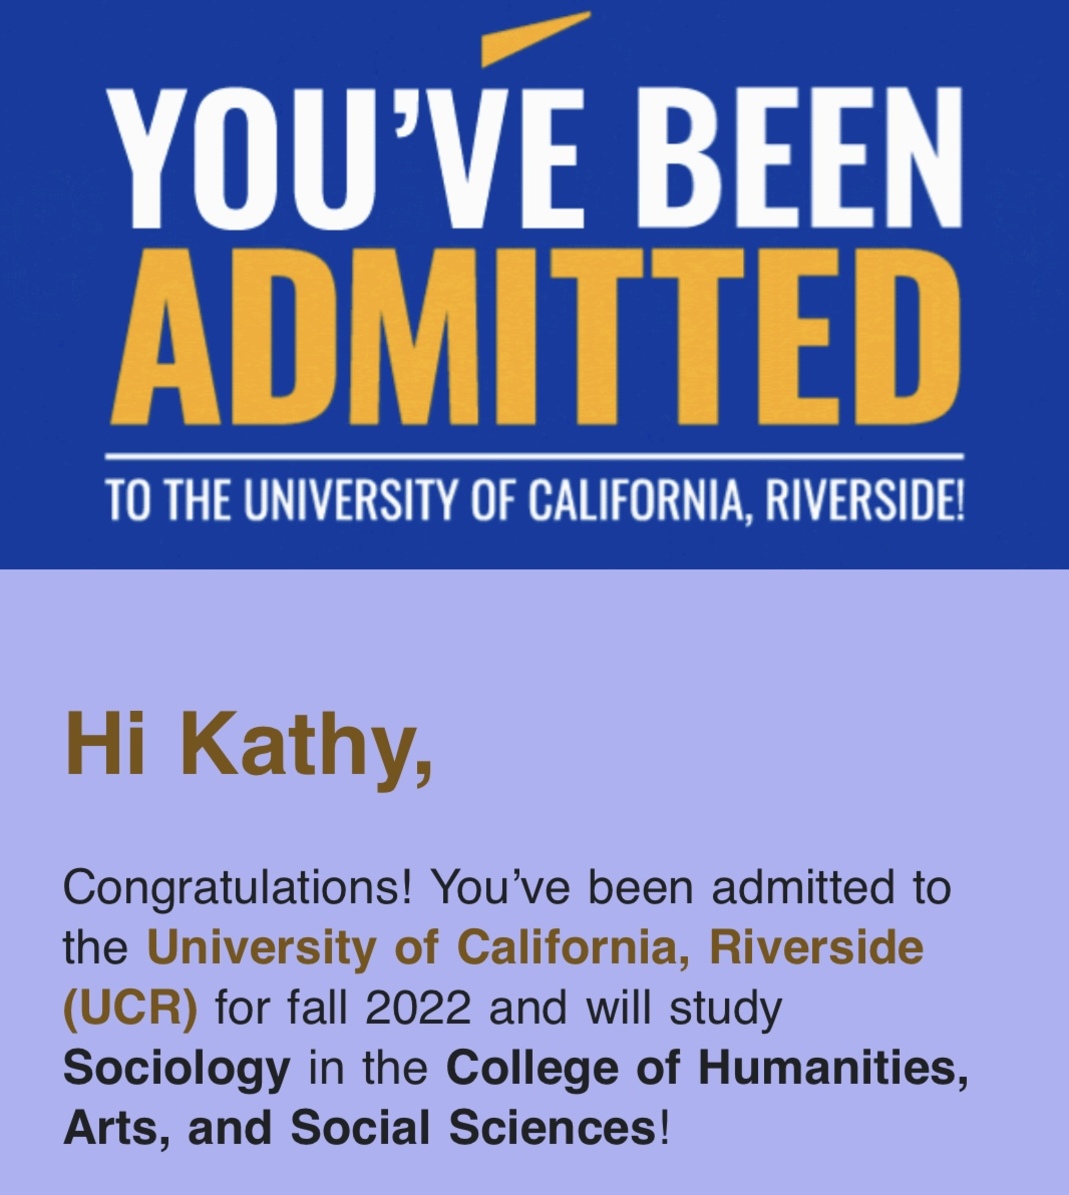 YOU’VE BEEN
ADMITTED
TO THE UNIVERSITY OF CALIFORNIA, RIVERSIDE!
Hi Kathy,
Congratulations! You’ve been admitted to
the University of California, Riverside
(UCR) for fall 2022 and will study
Sociology in the College of Humanities,
Arts, and Social Sciences!